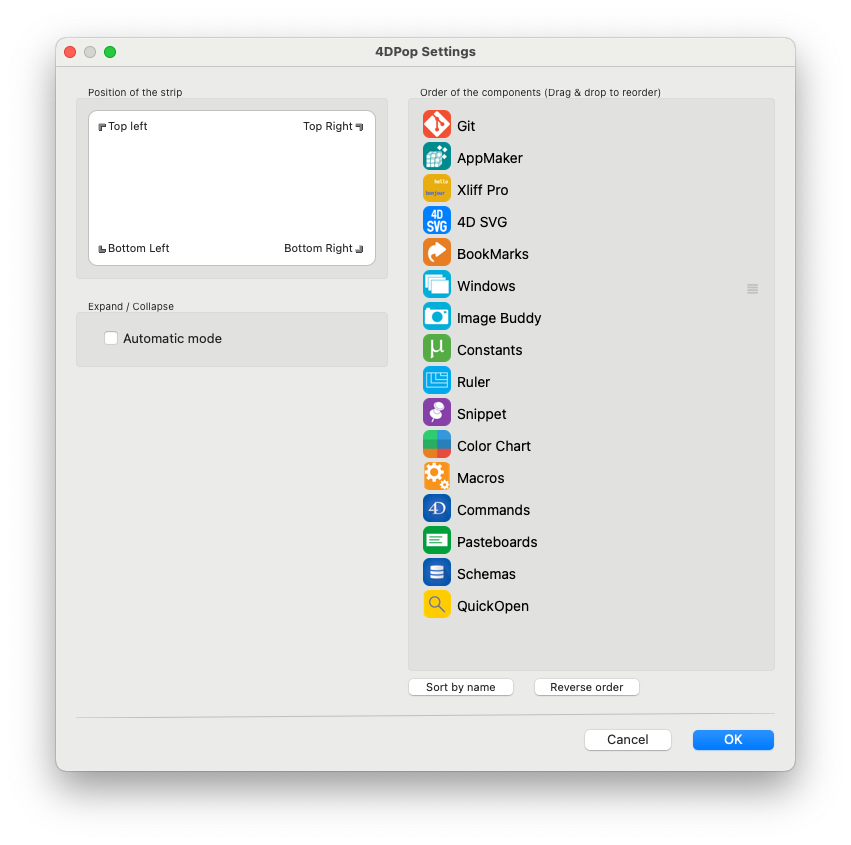 4DPop Settings
Position of the strip
Top left
Top Right
Bottom Left
Bottom Right
Expand / Collapse
Automatic mode
Order of the components (Drag & drop to reorder)
Git
AppMaker
hello
bonjour
Xliff Pro
4D
SVG
4D SVG
BookMarks
Windows
Image Buddy
µ
Constants
Ruler
Snippet
Color Chart
Macros
4D
Commands
Pasteboards
Schemas
QuickOpen
Sort by name
Reverse order
Cancel
OK